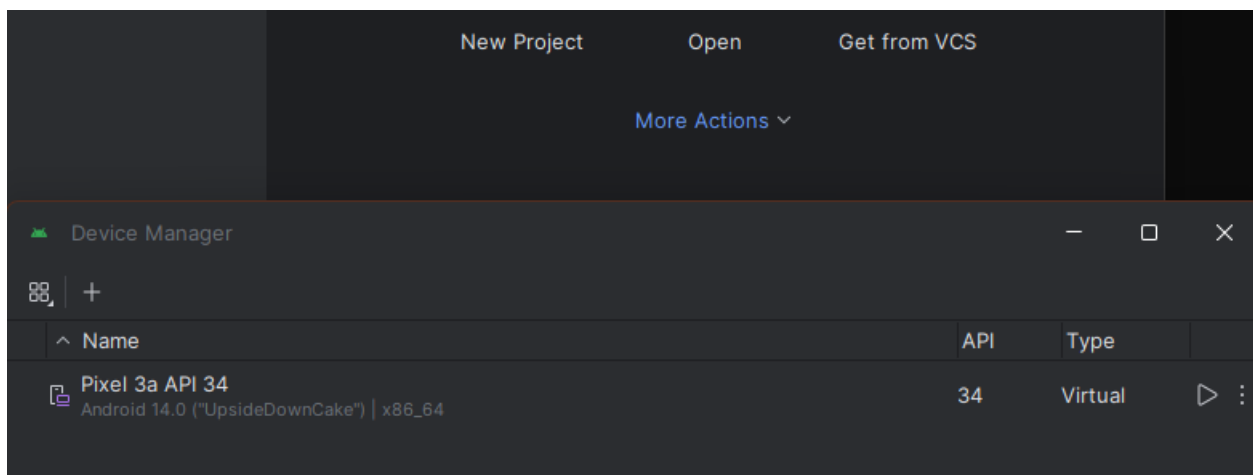 New Project Open Get from VCS
More Actions
Device Manager
Name API Type
Pixel 3a API 34
Android 14.0 ("UpsideDownCake") | x86_64
34 Virtual